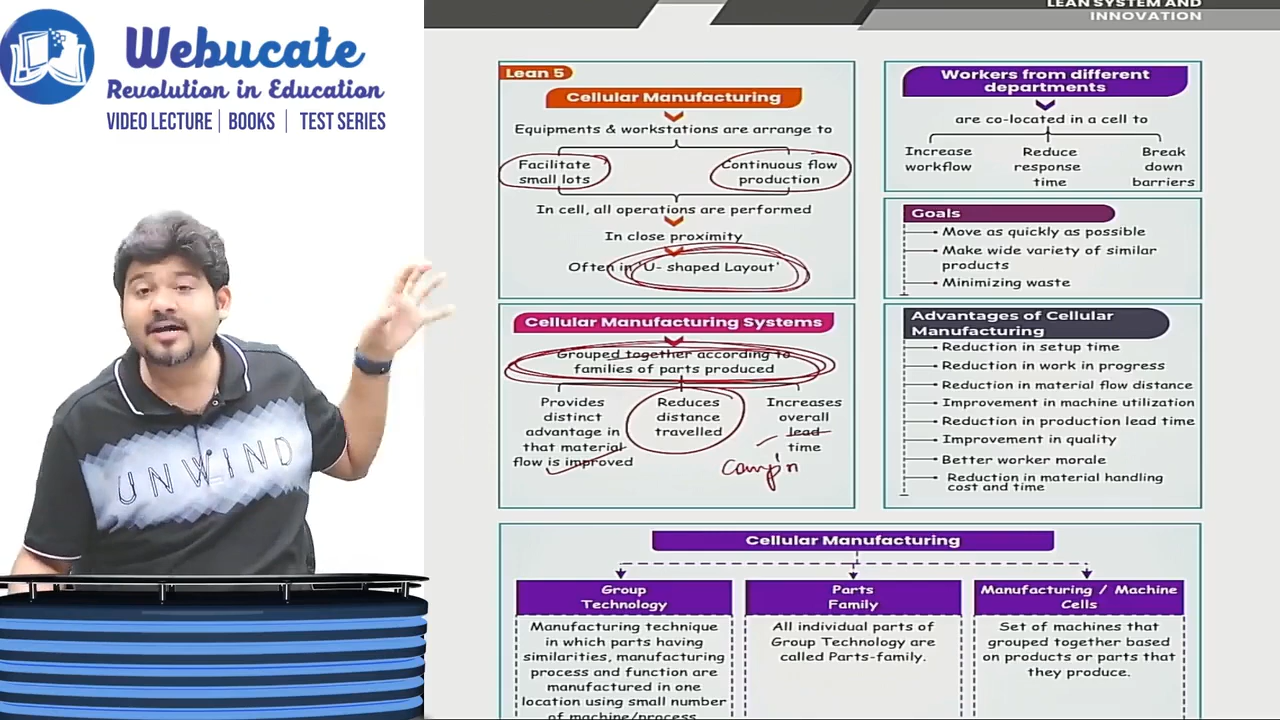 Webucate
Revolution in Education
VIDEO LECTURE | BOOKS | TEST SERIES
UNWIND
LEAN SYSTEM AND
INNOVATION
Lean 5
Cellular Manufacturing
Equipments & workstations are arrange to
Facilitate
small lots
Continuous flow
production
In cell, all operations are performed
In close proximity
Often in 'U- shaped Layout'
Workers from different
departments
are co-located in a cell to
Increase
workflow
Reduce
response
time
Break
down
barriers
Goals
Move as quickly as possible
Make wide variety of similar
products
Minimizing waste
Cellular Manufacturing Systems
Grouped together according to
families of parts produced
Provides
distinct
advantage in
that material
flow is improved
Reduces
distance
travelled
Increases
overall
lead
time
Advantages of Cellular
Manufacturing
Reduction in setup time
Reduction in work in progress
Reduction in material flow distance
Improvement in machine utilization
Reduction in production lead time
Improvement in quality
Better worker morale
Reduction in material handling
cost and time
Cellular Manufacturing
Group
Technology
Manufacturing technique
in which parts having
similarities, manufacturing
process and function are
manufactured in one
location using small number
of machine/process
Parts
Family
All individual parts of
Group Technology are
called Parts-family.
Manufacturing / Machine
Cells
Set of machines that
grouped together based
on products or parts that
they produce.